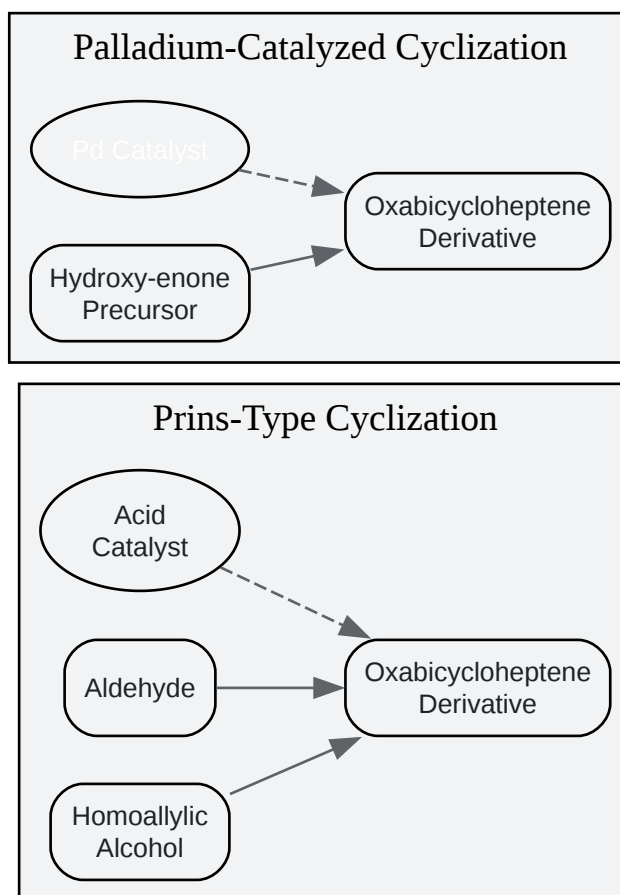 Palladium-Catalyzed Cyclization
Pd Catalyst
Oxabicycloheptene
Derivative
Hydroxy-enone
Precursor
Prins-Type Cyclization
Acid
Catalyst
Aldehyde
Oxabicycloheptene
Derivative
Homoallylic
Alcohol